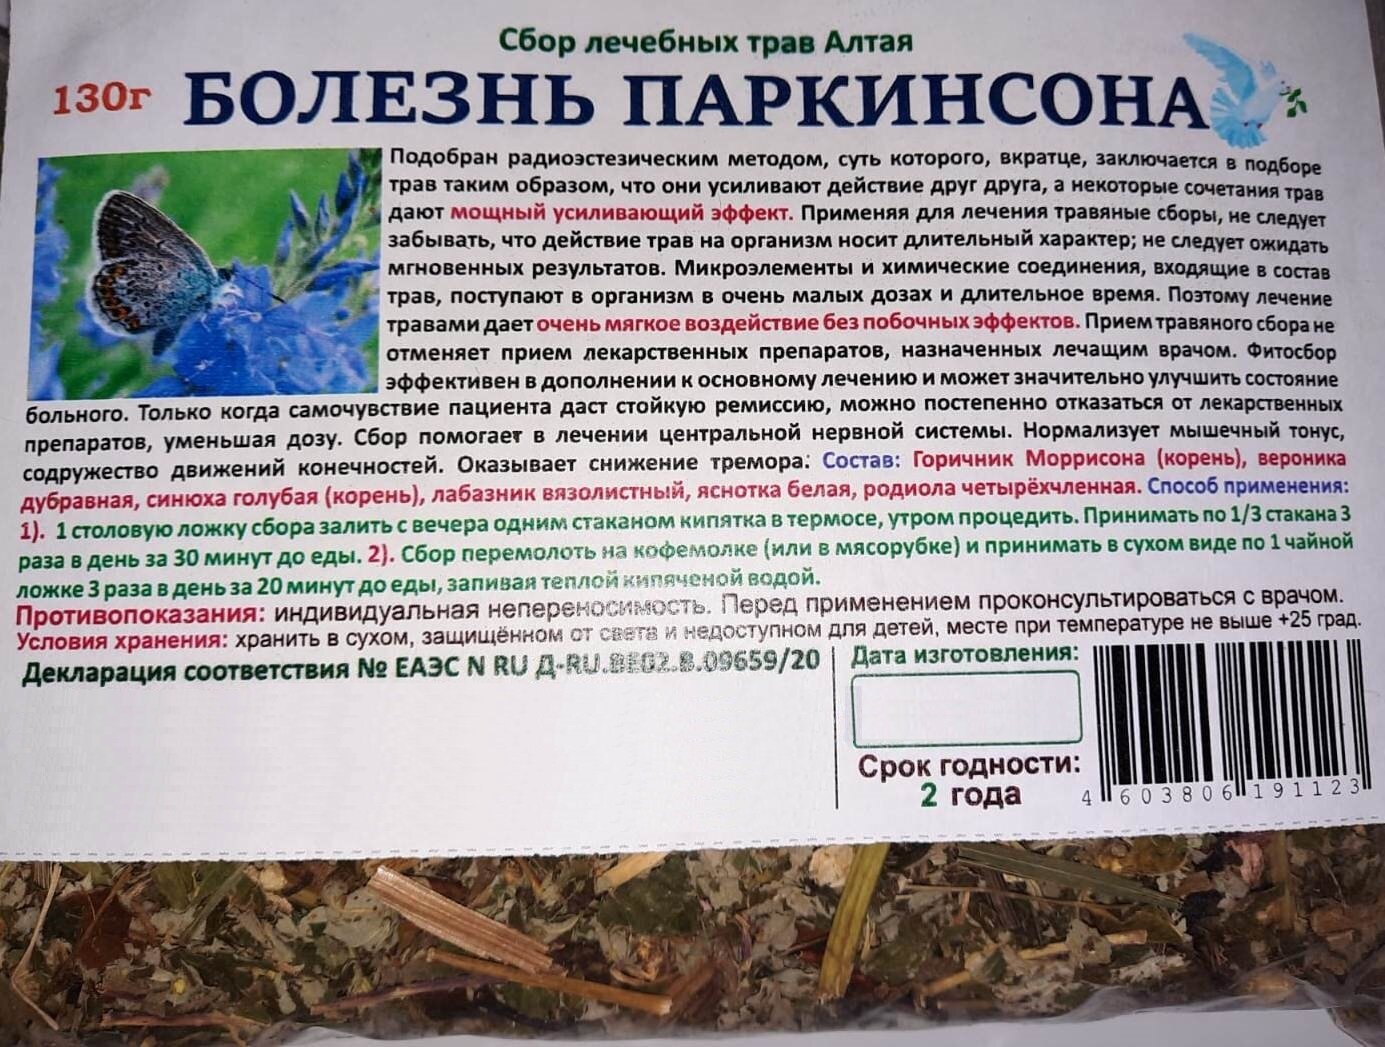 Сбор лечебных трав Алтая
130г
БОЛЕЗНЬ ПАРКИНСОНА
Подобран радиоэстезическим методом, суть которого, вкратце, заключается в подборе
трав таким образом, что они усиливают действие друг друга, а некоторые сочетания трав
дают мощный усиливающий эффект. Применяя для лечения травяные сборы, не следует
забывать, что действие трав на организм носит длительный характер; не следует ожидать
мгновенных результатов. Микроэлементы и химические соединения, входящие в состав
трав, поступают в организм в очень малых дозах и длительное время. Поэтому лечение
травами дает очень мягкое воздействие без побочных эффектов. Прием травяного сбора не
отменяет прием лекарственных препаратов, назначенных лечащим врачом. Фитосбор
эффективен в дополнении к основному лечению и может значительно улучшить состояние
больного. Только когда самочувствие пациента даст стойкую ремиссию, можно постепенно отказаться от лекарственных
препаратов, уменьшая дозу. Сбор помогает в лечении центральной нервной системы. Нормализует мышечный тонус,
содружество движений конечностей. Оказывает снижение тремора. Состав: Горичник Моррисона (корень), вероника
дубравная, синюха голубая (корень), лабазник вязолистный, яснотка белая, родиола четырёхчленная. Способ применения:
1). 1 столовую ложку сбора залить с вечера одним стаканом кипятка в термосе, утром процедить. Принимать по 1/3 стакана 3
раза в день за 30 минут до еды. 2). Сбор перемолоть на кофемолке (или в мясорубке) и принимать в сухом виде по 1 чайной
ложке 3 раза в день за 20 минут до еды, запивая теплой кипяченой водой.
Противопоказания: индивидуальная непереносимость. Перед применением проконсультироваться с врачом.
Условия хранения: хранить в сухом, защищённом от света и недоступном для детей, месте при температуре не выше +25 град.
Декларация соответствия № ЕАЭС N RU Д-RU.ВЕ02.В.09659/20
Дата изготовления:
Срок годности:
2 года
4 603806 191123